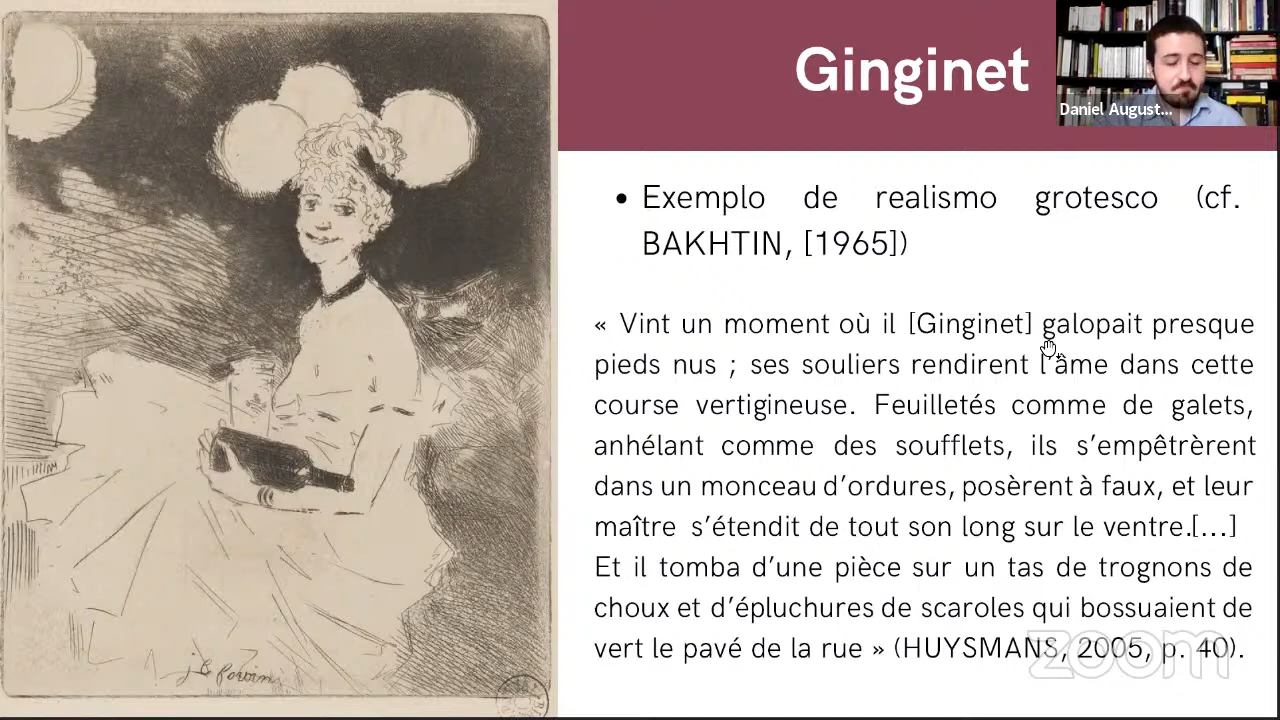 Ginginet
Daniel August...
• Exemplo de realismo grotesco (cf.
BAKHTIN, [1965])
« Vint un moment où il [Ginginet] galopait presque
pieds nus ; ses souliers rendirent l'âme dans cette
course vertigineuse. Feuilletés comme de galets,
anhélant comme des soufflets, ils s'empêtrèrent
dans un monceau d'ordures, posèrent à faux, et leur
maître s'étendit de tout son long sur le ventre.[...]
Et il tomba d'une pièce sur un tas de trognons de
choux et d'épluchures de scaroles qui bossuaient de
vert le pavé de la rue » (HUYSMANS, 2005, p. 40).
zoom